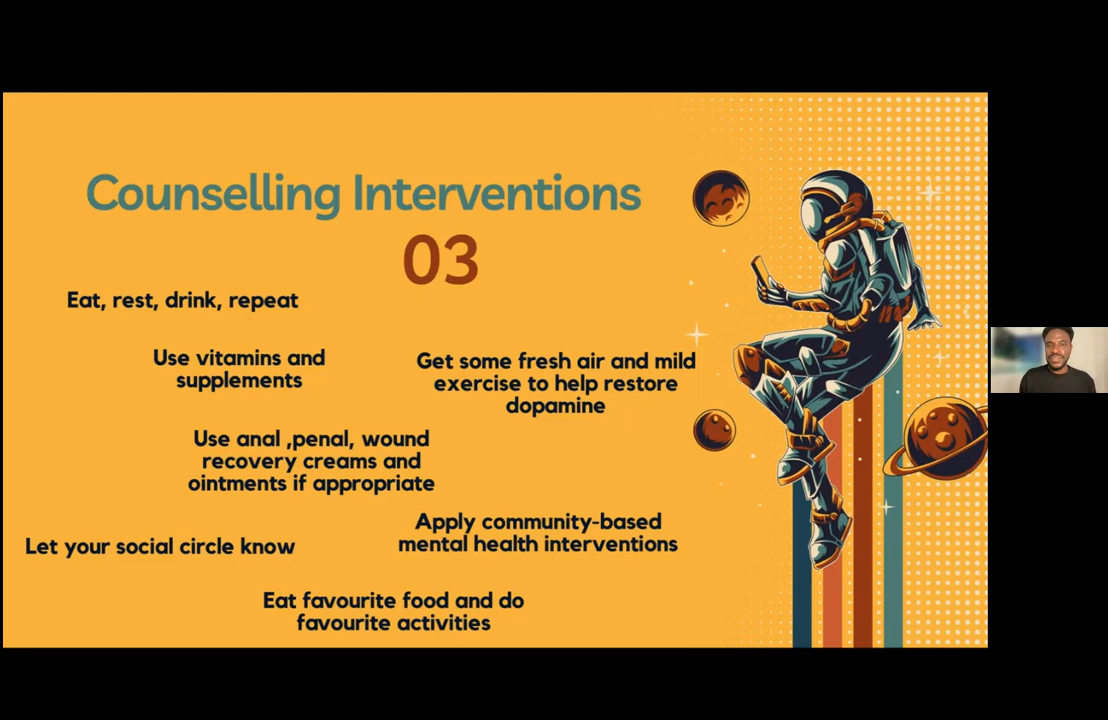 Counselling Interventions
03
Eat, rest, drink, repeat
Use vitamins and
supplements
Get some fresh air and mild
exercise to help restore
dopamine
Use anal ,penal, wound
recovery creams and
ointments if appropriate
Apply community-based
mental health interventions
Let your social circle know
Eat favourite food and do
favourite activities